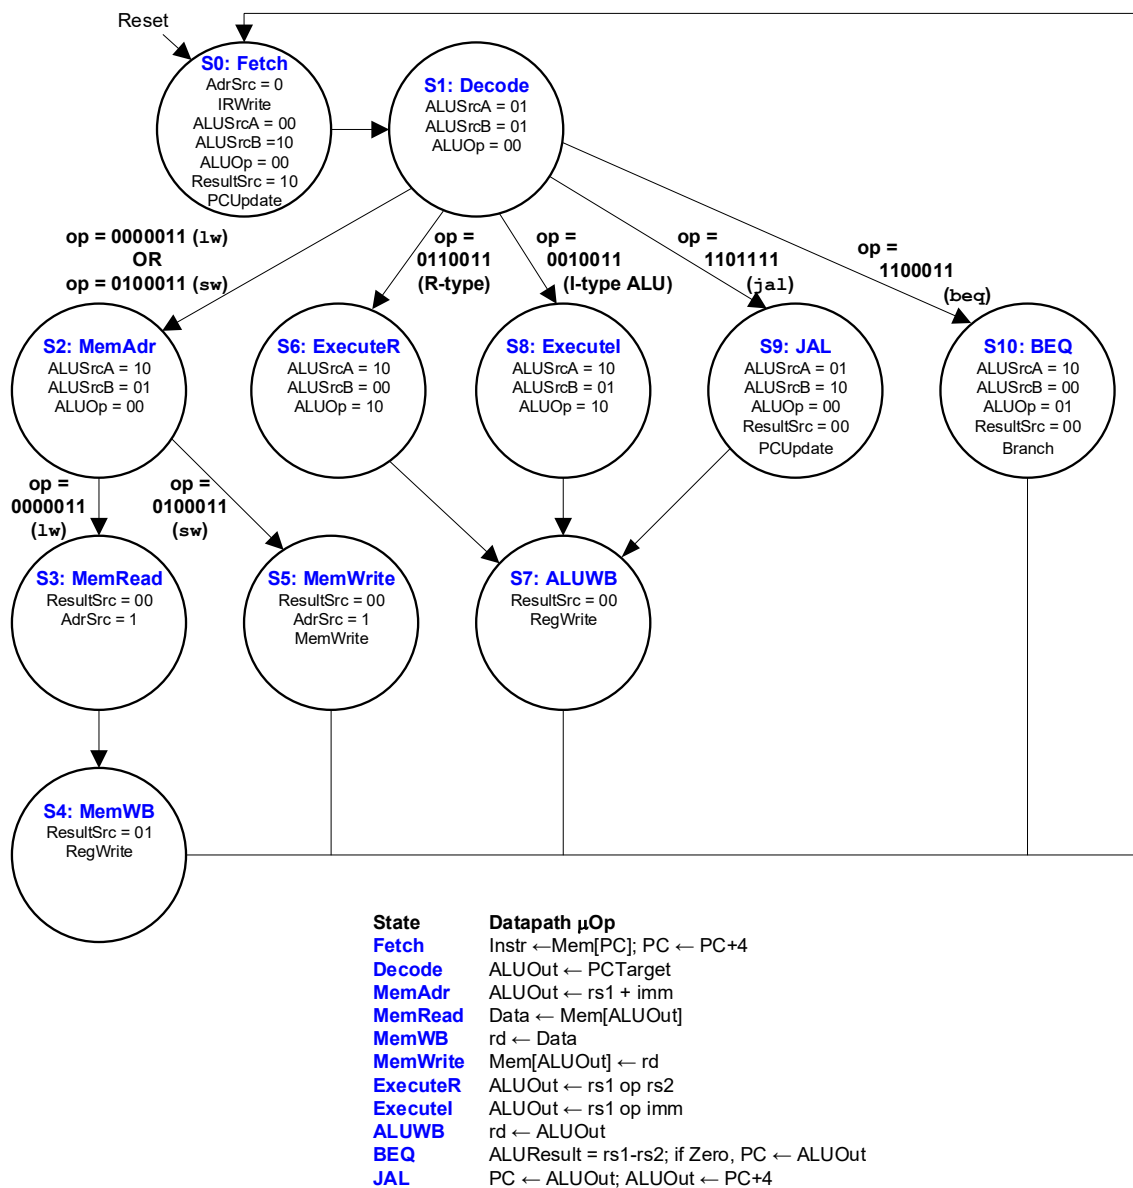 Reset
S0: Fetch
AdrSrc = 0
IRWrite
ALUSrcA = 00
ALUSrcB =10
ALUOp = 00
ResultSrc = 10
PCUpdate
S1: Decode
ALUSrcA = 01
ALUSrcB = 01
ALUOp = 00
op = 0000011 (lw)
OR
op = 0100011 (sw)
op =
0110011
(R-type)
op =
0010011
(I-type ALU)
op =
1101111
(jal)
op =
1100011
(beq)
S2: MemAdr
ALUSrcA = 10
ALUSrcB = 01
ALUOp = 00
S6: ExecuteR
ALUSrcA = 10
ALUSrcB = 00
ALUOp = 10
S8: ExecuteI
ALUSrcA = 10
ALUSrcB = 01
ALUOp = 10
S9: JAL
ALUSrcA = 01
ALUSrcB = 10
ALUOp = 00
ResultSrc = 00
PCUpdate
S10: BEQ
ALUSrcA = 10
ALUSrcB = 00
ALUOp = 01
ResultSrc = 00
Branch
op =
0000011
(lw)
op =
0100011
(sw)
S3: MemRead
ResultSrc = 00
AdrSrc = 1
S5: MemWrite
ResultSrc = 00
AdrSrc = 1
MemWrite
S7: ALUWB
ResultSrc = 00
RegWrite
S4: MemWB
ResultSrc = 01
RegWrite
State Datapath μOp
Fetch Instr ←Mem[PC]; PC ← PC+4
Decode ALUOut ← PCTarget
MemAdr ALUOut ← rs1 + imm
MemRead Data ← Mem[ALUOut]
MemWB rd ← Data
MemWrite Mem[ALUOut] ← rd
ExecuteR ALUOut ← rs1 op rs2
ExecuteI ALUOut ← rs1 op imm
ALUWB rd ← ALUOut
BEQ ALUResult = rs1-rs2; if Zero, PC ← ALUOut
JAL PC ← ALUOut; ALUOut ← PC+4